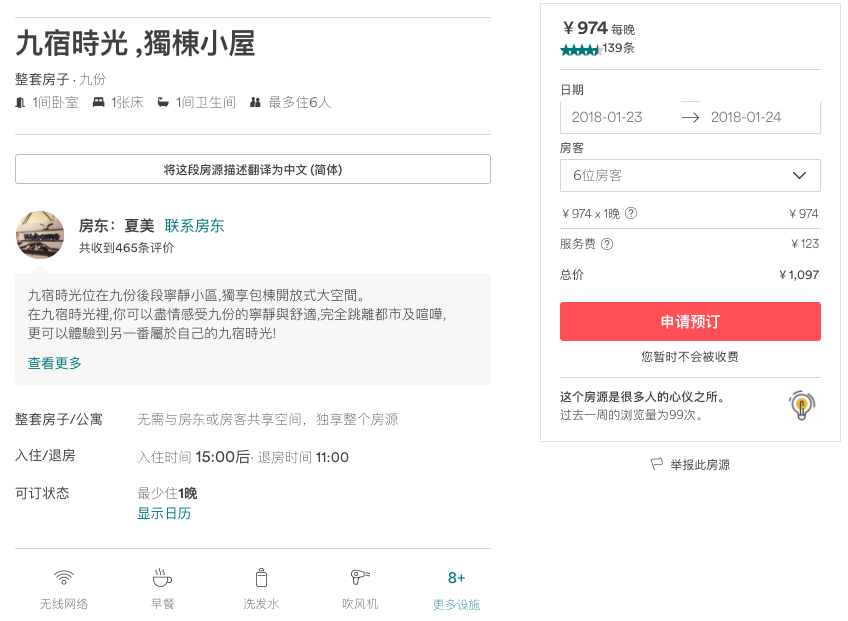 九宿時光 ,獨棟小屋
整套房子 · 九份
1间卧室 1张床 1间卫生间 最多住6人
将这段房源描述翻译为中文 (简体)
房东: 夏美 联系房东
共收到465条评价
九宿時光位在九份後段寧靜小區,獨享包棟開放式大空間。
在九宿時光裡,你可以盡情感受九份的寧靜與舒適,完全跳離都市及喧嘩,
更可以體驗到另一番屬於自己的九宿時光!
查看更多
整套房子/公寓 无需与房东或房客共享空间，独享整个房源
入住/退房 入住时间 15:00后· 退房时间 11:00
可订状态 最少住1晚
显示日历
无线网络 早餐 洗发水 吹风机 8+ 更多设施
￥974 每晚
139条
日期
2018-01-23 → 2018-01-24
房客
6位房客
￥974 x 1晚 ? ￥974
服务费 ? ￥123
总价 ￥1,097
申请预订
您暂时不会被收费
这个房源是很多人的心仪之所。
过去一周的浏览量为99次。
举报此房源